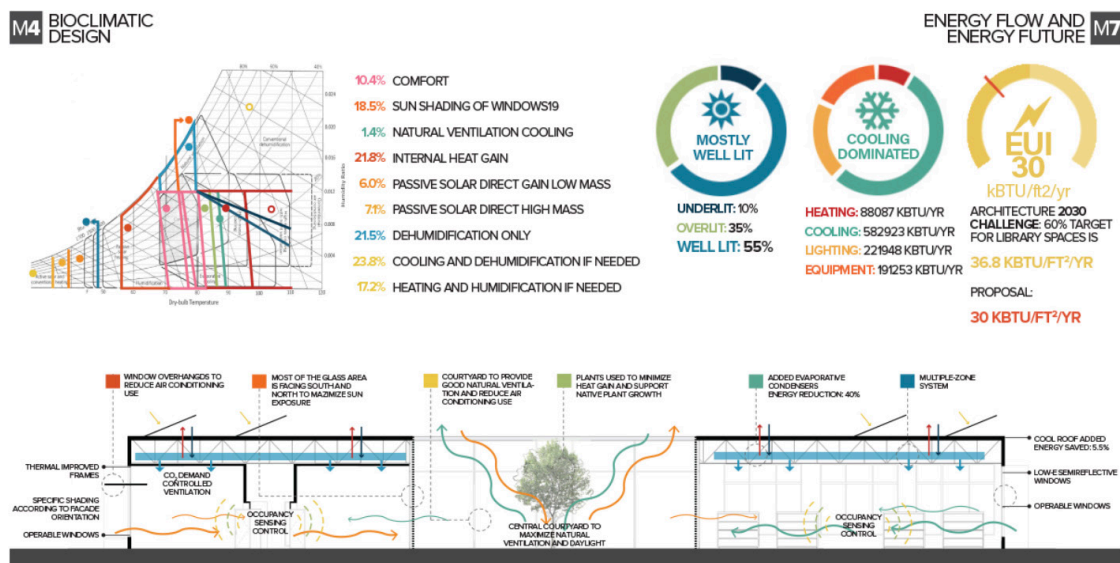 M4 BIOCLIMATIC
DESIGN
ENERGY FLOW AND
ENERGY FUTURE M7
10.4% COMFORT
18.5% SUN SHADING OF WINDOWS19
1.4% NATURAL VENTILATION COOLING
21.8% INTERNAL HEAT GAIN
6.0% PASSIVE SOLAR DIRECT GAIN LOW MASS
7.1% PASSIVE SOLAR DIRECT HIGH MASS
21.5% DEHUMIDIFICATION ONLY
23.8% COOLING AND DEHUMIDIFICATION IF NEEDED
17.2% HEATING AND HUMIDIFICATION IF NEEDED
Dry-bulb Temperature
Humidity Ratio
MOSTLY
WELL LIT
UNDERLIT: 10%
OVERLIT: 35%
WELL LIT: 55%
COOLING
DOMINATED
HEATING: 88087 KBTU/YR
COOLING: 582923 KBTU/YR
LIGHTING: 221948 KBTU/YR
EQUIPMENT: 191253 KBTU/YR
EUI
30
kBTU/ft2/yr
ARCHITECTURE 2030
CHALLENGE: 60% TARGET
FOR LIBRARY SPACES IS
36.8 KBTU/FT²/YR
PROPOSAL:
30 KBTU/FT²/YR
WINDOW OVERHANGDS TO
REDUCE AIR COINDITIONING
USE
MOST OF THE GLASS AREA
IS FACING SOUTH AND
NORTH TO MAZIMIZE SUN
EXPOSURE
COURTYARD TO PROVIDE
GOOD NATURAL VENTILA-
TION AND REDUCE AIR
CONDITIONING USE
PLANTS USED TO MINIMIZE
HEAT GAIN AND SUPPORT
NATIVE PLANT GROWTH
ADDED EVAPORATIVE
CONDENSERS
ENERGY REDUCTION: 40%
MULTIPLE-ZONE
SYSTEM
THERMAL IMPROVED
FRAMES
SPECIFIC SHADING
ACCORDING TO FACADE
ORIENTATION
OPERABLE WINDOWS
CO₂ DEMAND
CONTROLLED
VENTILATION
OCCUPANCY
SENSING
CONTROL
CENTRAL COURTYARD TO
MAXIMIZE NATURAL
VENTILATION AND DAYLIGHT
OCCUPANCY
SENSING
CONTROL
COOL ROOF ADDED
ENERGY SAVED: 5.5%
LOW-E SEMIREFLECTIVE
WINDOWS
OPERABLE WINDOWS